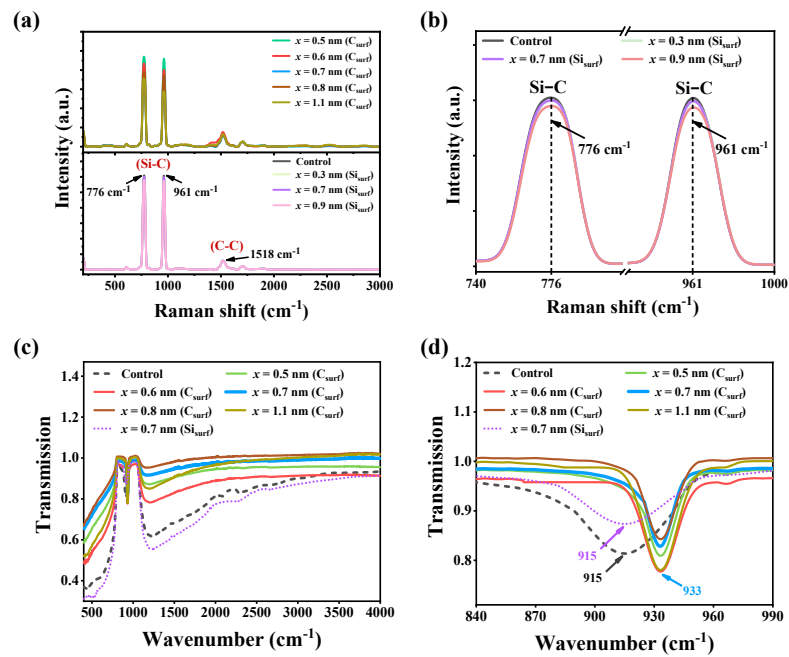 (a)
Intensity (a.u.)
x = 0.5 nm (Csurf)
x = 0.6 nm (Csurf)
x = 0.7 nm (Csurf)
x = 0.8 nm (Csurf)
x = 1.1 nm (Csurf)
(Si-C)
776 cm-1
961 cm-1
Control
x = 0.3 nm (Sisurf)
x = 0.7 nm (Sisurf)
x = 0.9 nm (Sisurf)
(C-C)
1518 cm-1
500 1000 1500 2000 2500 3000
Raman shift (cm-1)
(b)
Intensity (a.u.)
Control
x = 0.3 nm (Sisurf)
x = 0.7 nm (Sisurf)
x = 0.9 nm (Sisurf)
Si–C
Si–C
776 cm-1
961 cm-1
740 776 961 1000
Raman shift (cm-1)
(c)
Transmission
1.4
1.2
1.0
0.8
0.6
0.4
Control
x = 0.5 nm (Csurf)
x = 0.6 nm (Csurf)
x = 0.7 nm (Csurf)
x = 0.8 nm (Csurf)
x = 1.1 nm (Csurf)
x = 0.7 nm (Sisurf)
500 1000 1500 2000 2500 3000 3500 4000
Wavenumber (cm-1)
(d)
Transmission
1.2
1.1
1.0
0.9
0.8
Control
x = 0.5 nm (Csurf)
x = 0.6 nm (Csurf)
x = 0.7 nm (Csurf)
x = 0.8 nm (Csurf)
x = 1.1 nm (Csurf)
x = 0.7 nm (Sisurf)
915
915
933
840 870 900 930 960 990
Wavenumber (cm-1)